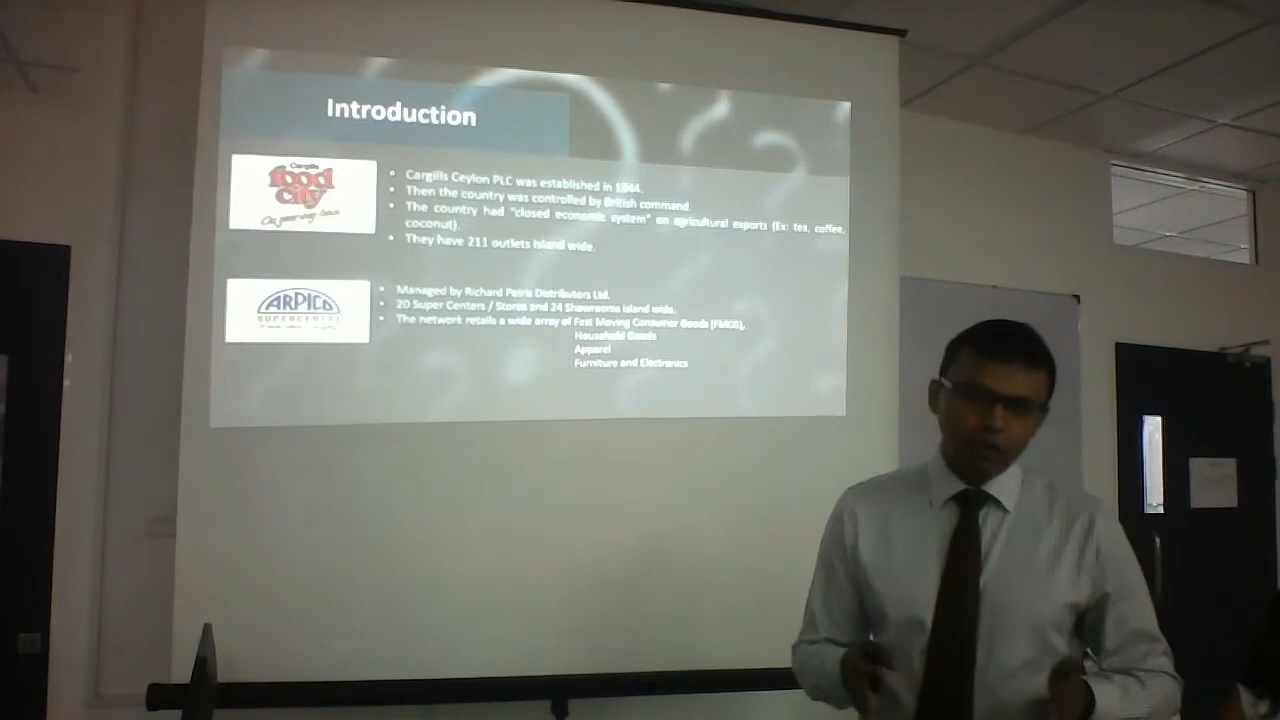 Introduction
Cargills
food
city
• Cargills Ceylon PLC was established in 1844.
• Then the country was controlled by British command
• The country had "closed economic system" on agricultural exports (Ex: tea, coffee,
coconut).
• They have 211 outlets island wide.
ARPICO
SUPERCENTRE
• Managed by Richard Peiris Distributors Ltd.
• 20 Super Centers / Stores and 24 Showrooms island wide.
• The network retails a wide array of Fast Moving Consumer Goods (FMCG),
Household Goods
Apparel
Furniture and Electronics